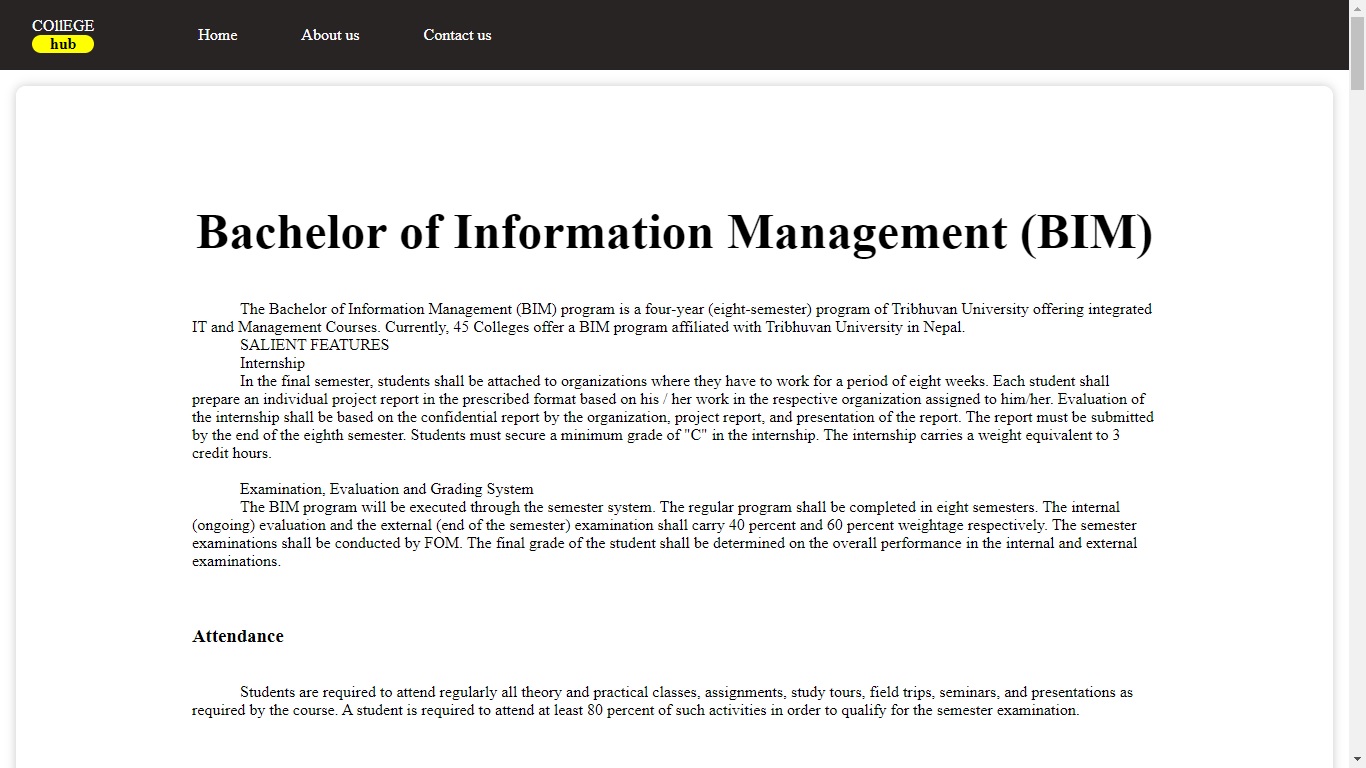 COllEGE
hub
Home About us Contact us
Bachelor of Information Management (BIM)
The Bachelor of Information Management (BIM) program is a four-year (eight-semester) program of Tribhuvan University offering integrated
IT and Management Courses. Currently, 45 Colleges offer a BIM program affiliated with Tribhuvan University in Nepal.
SALIENT FEATURES
Internship
In the final semester, students shall be attached to organizations where they have to work for a period of eight weeks. Each student shall
prepare an individual project report in the prescribed format based on his / her work in the respective organization assigned to him/her. Evaluation of
the internship shall be based on the confidential report by the organization, project report, and presentation of the report. The report must be submitted
by the end of the eighth semester. Students must secure a minimum grade of "C" in the internship. The internship carries a weight equivalent to 3
credit hours.
Examination, Evaluation and Grading System
The BIM program will be executed through the semester system. The regular program shall be completed in eight semesters. The internal
(ongoing) evaluation and the external (end of the semester) examination shall carry 40 percent and 60 percent weightage respectively. The semester
examinations shall be conducted by FOM. The final grade of the student shall be determined on the overall performance in the internal and external
examinations.
Attendance
Students are required to attend regularly all theory and practical classes, assignments, study tours, field trips, seminars, and presentations as
required by the course. A student is required to attend at least 80 percent of such activities in order to qualify for the semester examination.